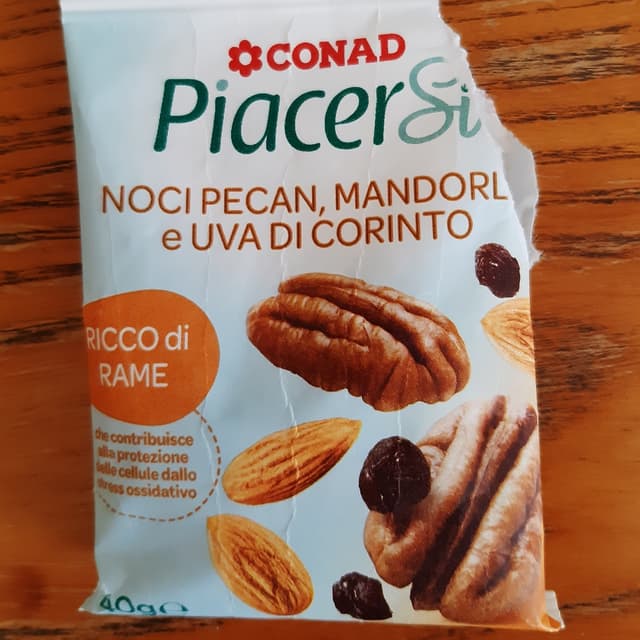 CONAD
PiacerSi
NOCI PECAN, MANDORL
e UVA DI CORINTO
RICCO di
RAME
che contribuisce
alla protezione
delle cellule dallo
stress ossidativo
40g e